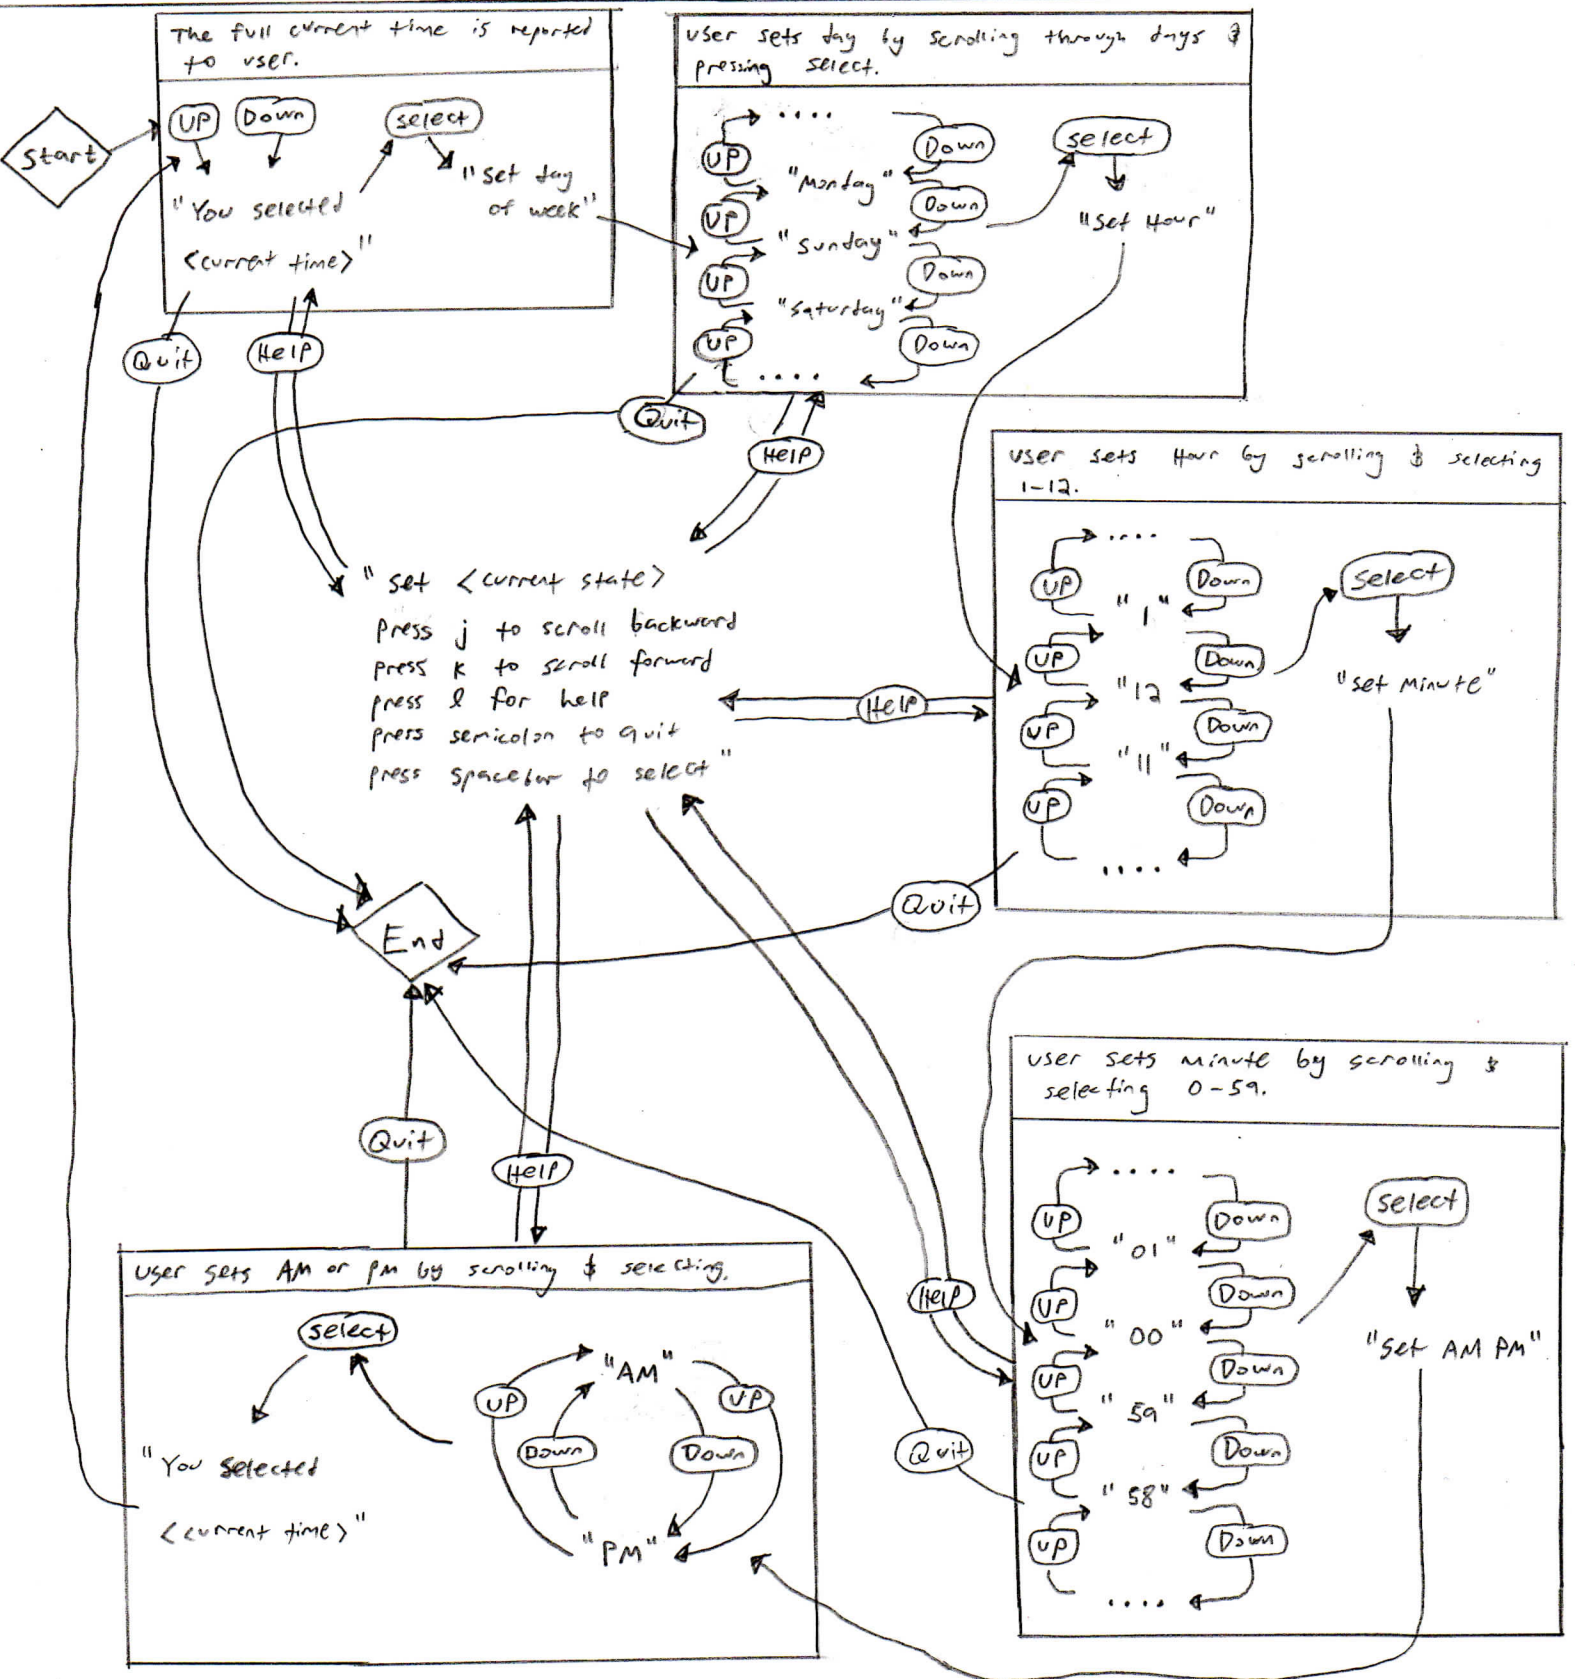 The full current time is reported
to user.
Start
UP
Down
select
"You selected
<current time>"
"set day
of week"
Quit
Help
User sets day by scrolling through days &
pressing select.
....
UP
Down
"Monday"
UP
Down
"Sunday"
UP
Down
"Saturday"
UP
Down
....
select
"Set Hour"
Quit
Help
"set <current state>
press j to scroll backward
press k to scroll forward
press l for help
press semicolon to quit
press spacebar to select"
User sets Hour by scrolling & selecting
1-12.
....
UP
Down
"1"
UP
Down
"12
UP
Down
"11"
UP
Down
....
select
"set Minute"
Help
Quit
End
User sets minute by scrolling &
selecting 0-59.
....
UP
Down
"01"
UP
Down
"00"
UP
Down
"59"
UP
Down
"58"
UP
Down
....
select
"Set AM PM"
Help
Quit
Quit
Help
User sets AM or PM by scrolling & selecting.
select
"You selected
<current time>"
"AM"
UP
UP
Down
Down
"PM"